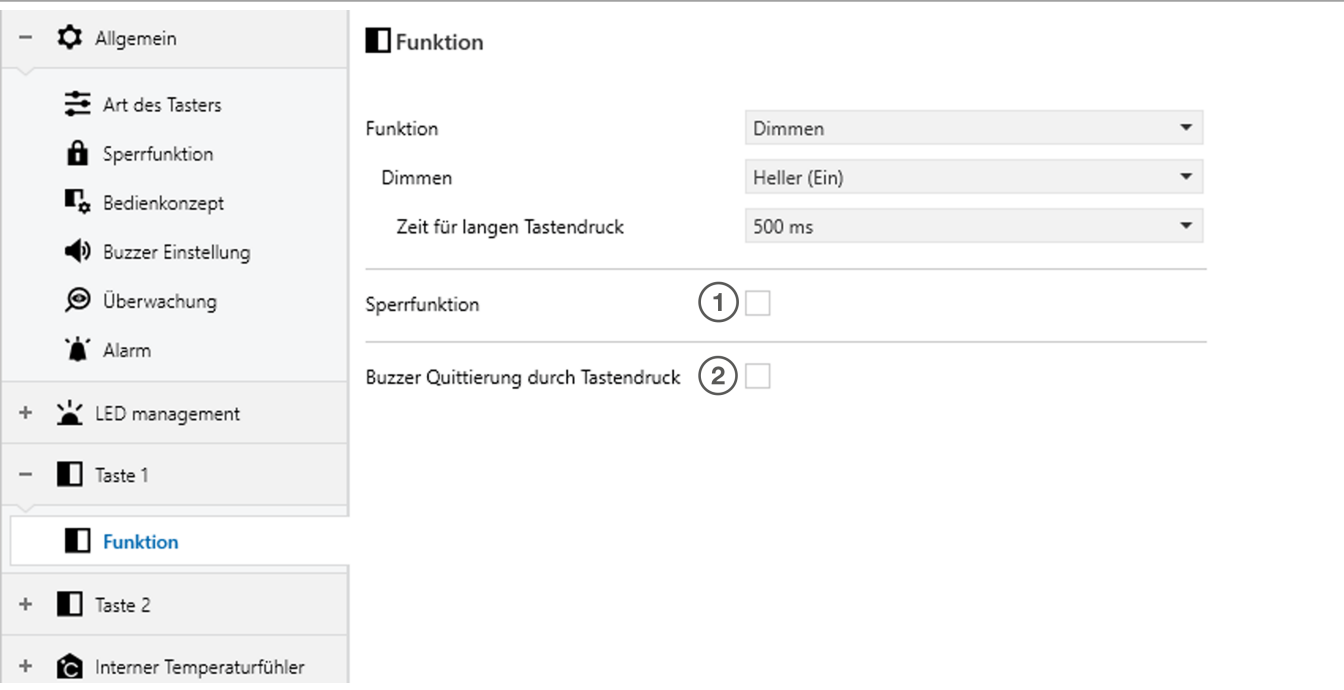 Allgemein
Art des Tasters
Sperrfunktion
Bedienkonzept
Buzzer Einstellung
Überwachung
Alarm
LED management
Taste 1
Funktion
Taste 2
Interner Temperaturfühler
Funktion
Funktion Dimmen
Dimmen Heller (Ein)
Zeit für langen Tastendruck 500 ms
Sperrfunktion 1
Buzzer Quittierung durch Tastendruck 2